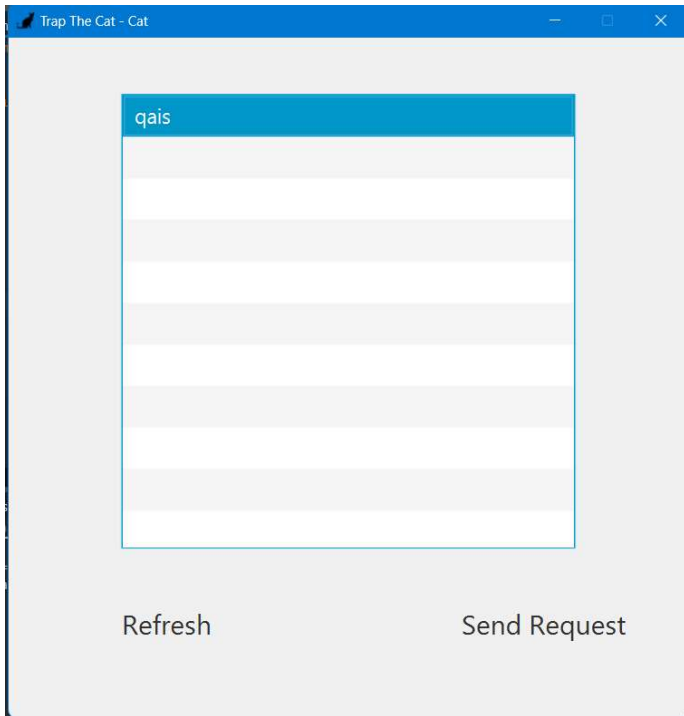 Trap The Cat - Cat
qais
Refresh
Send Request